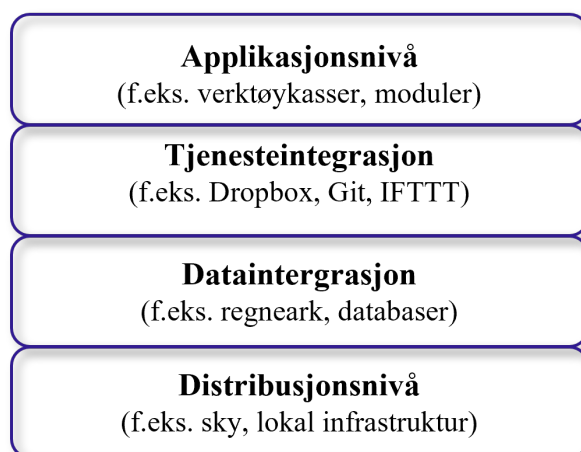 Applikasjonsnivå
(f.eks. verktøykasser, moduler)
Tjenesteintegrasjon
(f.eks. Dropbox, Git, IFTTT)
Dataintergrasjon
(f.eks. regneark, databaser)
Distribusjonsnivå
(f.eks. sky, lokal infrastruktur)